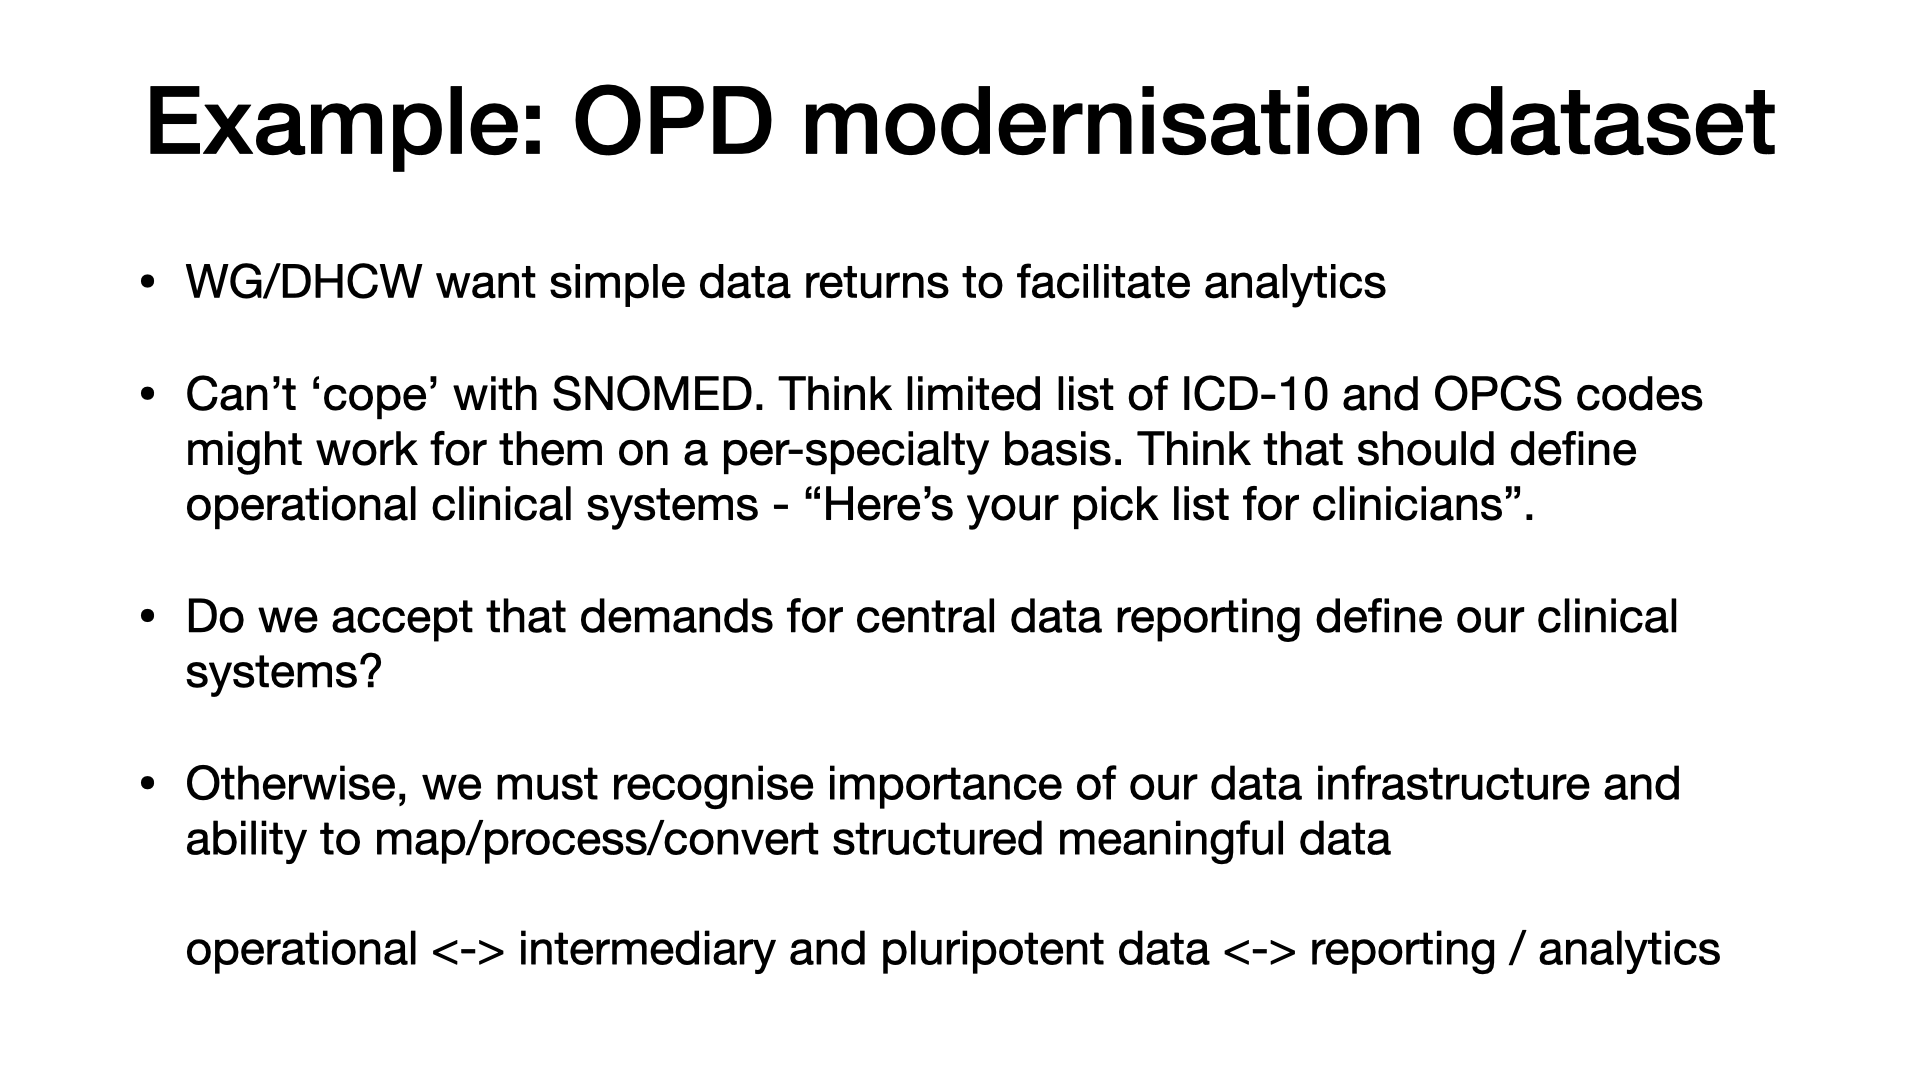 Example: OPD modernisation dataset
• WG/DHCW want simple data returns to facilitate analytics
• Can’t ‘cope’ with SNOMED. Think limited list of ICD-10 and OPCS codes
might work for them on a per-specialty basis. Think that should define
operational clinical systems - “Here’s your pick list for clinicians”.
• Do we accept that demands for central data reporting define our clinical
systems?
• Otherwise, we must recognise importance of our data infrastructure and
ability to map/process/convert structured meaningful data
operational <-> intermediary and pluripotent data <-> reporting / analytics